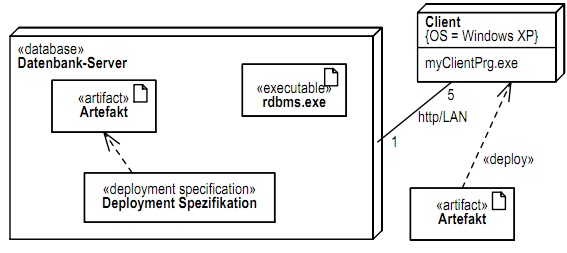 «database»
Datenbank-Server
«artifact»
Artefakt
«executable»
rdbms.exe
«deployment specification»
Deployment Spezifikation
Client
{OS = Windows XP}
myClientPrg.exe
5
http/LAN
1
«deploy»
«artifact»
Artefakt